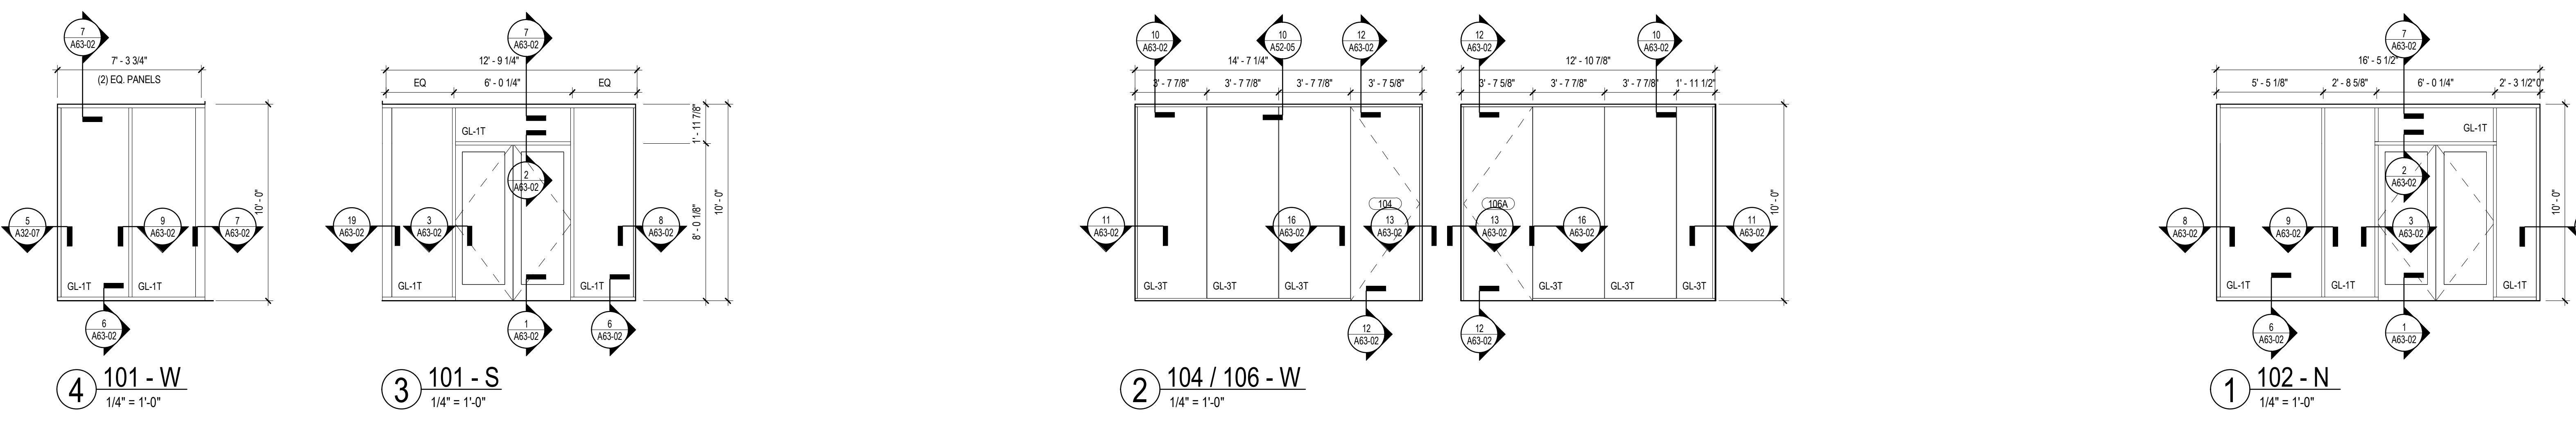 7
A63-02
7' - 3 3/4"
(2) EQ. PANELS
10' - 0"
5
A32-07
9
A63-02
7
A63-02
GL-1T
GL-1T
6
A63-02
4
101 - W
1/4" = 1'-0"
7
A63-02
12' - 9 1/4"
EQ
6' - 0 1/4"
EQ
GL-1T
1' - 11 7/8"
2
A63-02
8' - 0 1/8"
10' - 0"
19
A63-02
3
A63-02
8
A63-02
GL-1T
GL-1T
1
A63-02
6
A63-02
3
101 - S
1/4" = 1'-0"
10
A63-02
10
A52-05
12
A63-02
14' - 7 1/4"
3' - 7 7/8"
3' - 7 7/8"
3' - 7 7/8"
3' - 7 5/8"
104
11
A63-02
16
A63-02
13
A63-02
GL-3T
GL-3T
GL-3T
12
A63-02
12
A63-02
10
A63-02
12' - 10 7/8"
3' - 7 5/8"
3' - 7 7/8"
3' - 7 7/8"
1' - 11 1/2"
106A
10' - 0"
13
A63-02
16
A63-02
11
A63-02
GL-3T
GL-3T
GL-3T
12
A63-02
2
104 / 106 - W
1/4" = 1'-0"
7
A63-02
16' - 5 1/2"
5' - 5 1/8"
2' - 8 5/8"
6' - 0 1/4"
2' - 3 1/2"0"
GL-1T
2
A63-02
10' - 0"
8
A63-02
9
A63-02
3
A63-02
GL-1T
GL-1T
GL-1T
6
A63-02
1
A63-02
1
102 - N
1/4" = 1'-0"